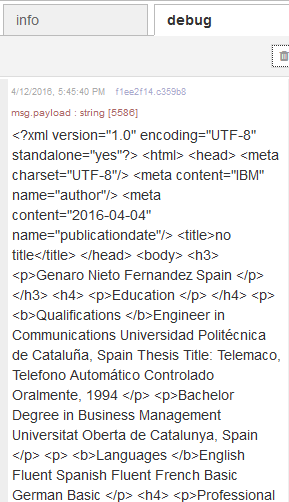 info
debug
4/12/2016, 5:45:40 PM f1ee2f14.c359b8
msg.payload : string [5586]
<?xml version="1.0" encoding="UTF-8"
standalone="yes"?> <html> <head> <meta
charset="UTF-8"/> <meta content="IBM"
name="author"/> <meta
content="2016-04-04"
name="publicationdate"/> <title>no
title</title> </head> <body> <h3>
<p>Genaro Nieto Fernandez Spain </p>
</h3> <h4> <p>Education </p> </h4> <p>
<b>Qualifications </b>Engineer in
Communications Universidad Politécnica
de Cataluña, Spain Thesis Title: Telemaco,
Telefono Automático Controlado
Oralmente, 1994 </p> <p>Bachelor
Degree in Business Management
Universitat Oberta de Catalunya, Spain
</p> <p> <b>Languages </b>English
Fluent Spanish Fluent French Basic
German Basic </p> <h4> <p>Professional